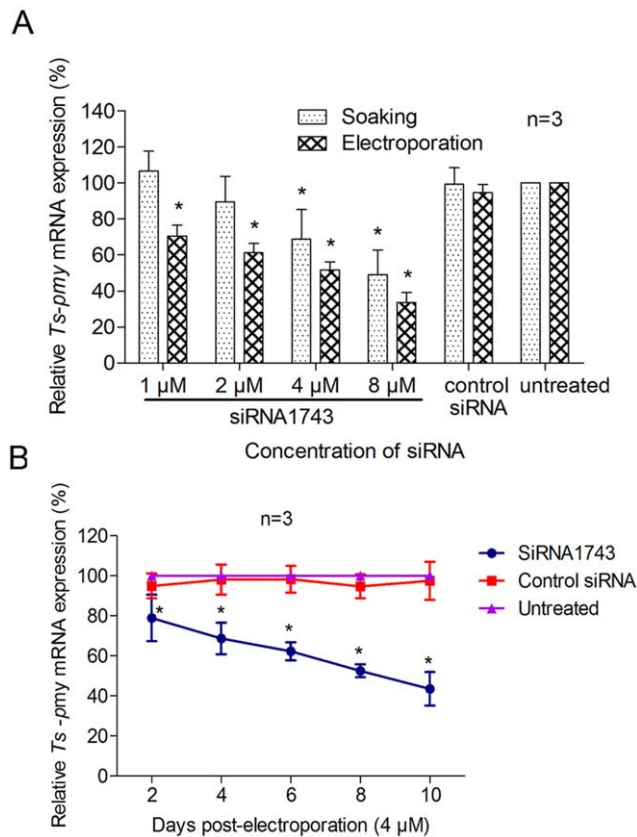 A
Relative Ts-pmy mRNA expression (%)
140
120
100
80
60
40
20
0
Soaking
Electroporation
n=3
*
*
*
*
*
*
1 µM 2 µM 4 µM 8 µM control siRNA untreated
siRNA1743
Concentration of siRNA
B
Relative Ts -pmy mRNA expression (%)
120
100
80
60
40
20
0
n=3
*
*
*
*
*
SiRNA1743
Control siRNA
Untreated
2 4 6 8 10
Days post-electroporation (4 µM)